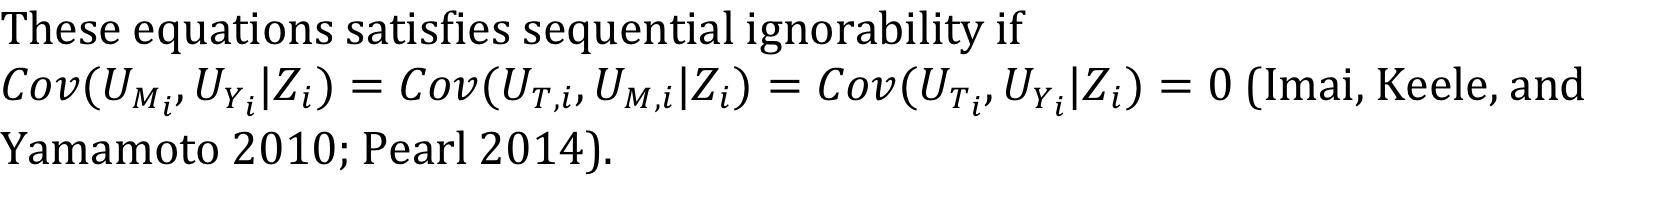 These equations satisfies sequential ignorability if
Cov(U_{M_i}, U_{Y_i}|Z_i) = Cov(U_{T,i}, U_{M,i}|Z_i) = Cov(U_{T_i}, U_{Y_i}|Z_i) = 0 (Imai, Keele, and
Yamamoto 2010; Pearl 2014).